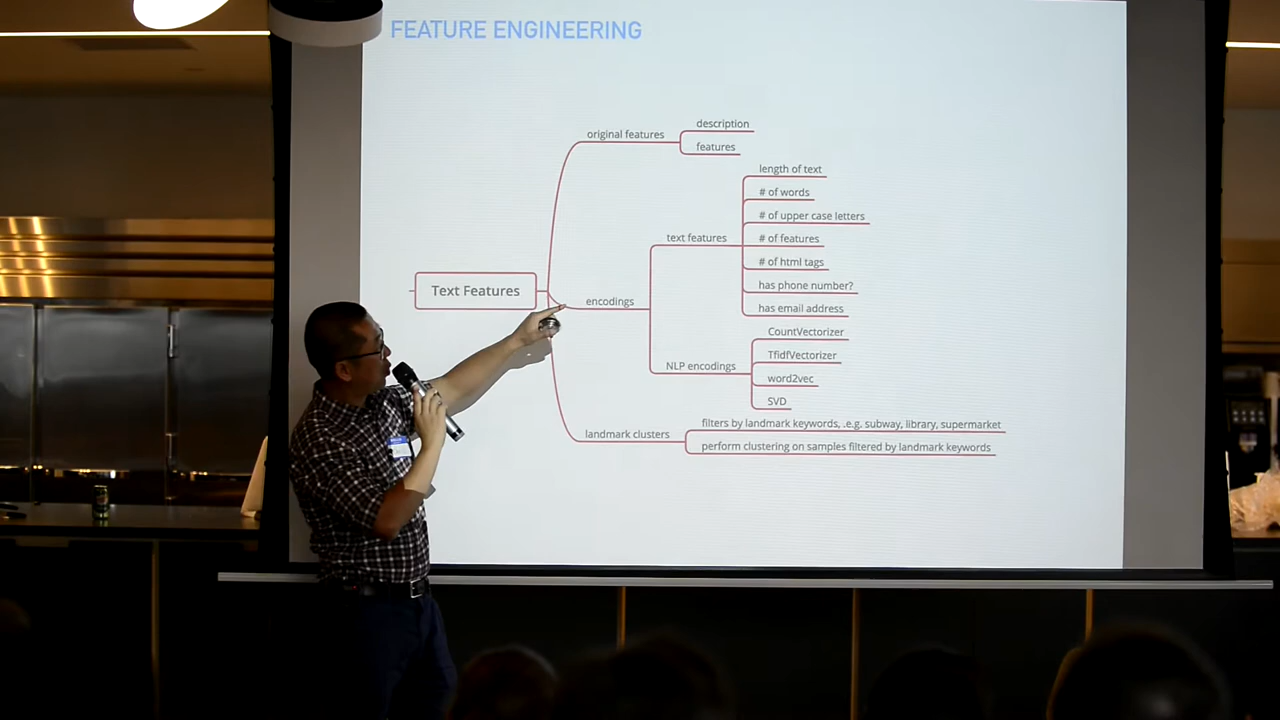 FEATURE ENGINEERING
original features
description
features
Text Features
encodings
text features
length of text
# of words
# of upper case letters
# of features
# of html tags
has phone number?
has email address
NLP encodings
CountVectorizer
TfidfVectorizer
word2vec
SVD
landmark clusters
filters by landmark keywords, .e.g. subway, library, supermarket
perform clustering on samples filtered by landmark keywords